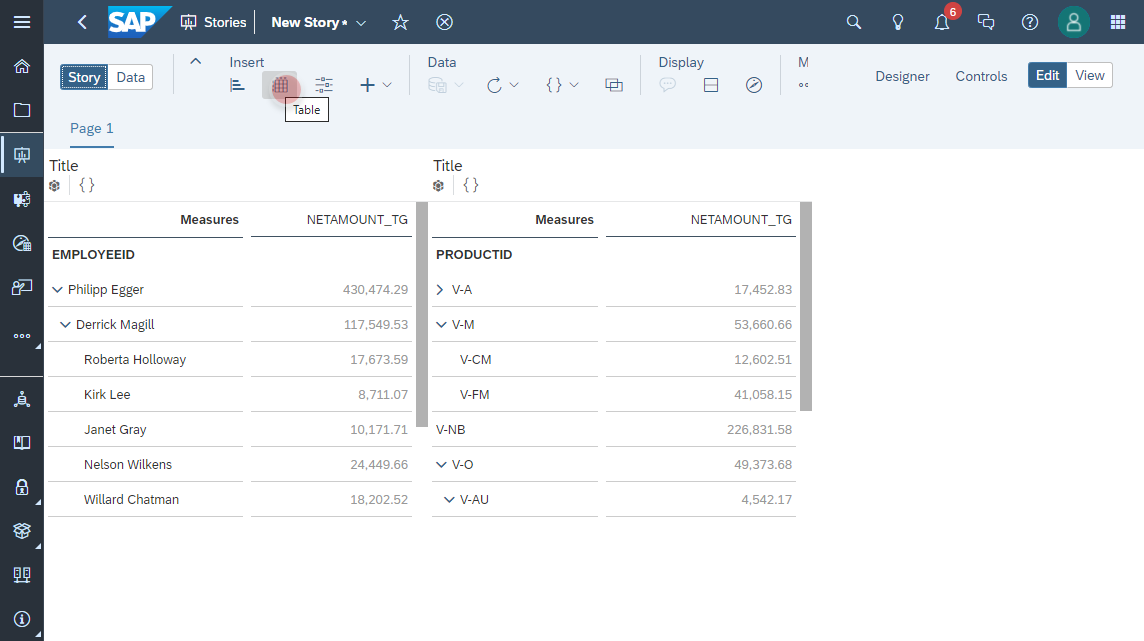 SAP Stories New Story * 6
Insert Data Display M
Story Data { } Designer Controls Edit View
Table
Page 1
Title
{ }
Measures NETAMOUNT_TG
EMPLOYEEID
Philipp Egger 430,474.29
Derrick Magill 117,549.53
Roberta Holloway 17,673.59
Kirk Lee 8,711.07
Janet Gray 10,171.71
Nelson Wilkens 24,449.66
Willard Chatman 18,202.52
Title
{ }
Measures NETAMOUNT_TG
PRODUCTID
V-A 17,452.83
V-M 53,660.66
V-CM 12,602.51
V-FM 41,058.15
V-NB 226,831.58
V-O 49,373.68
V-AU 4,542.17